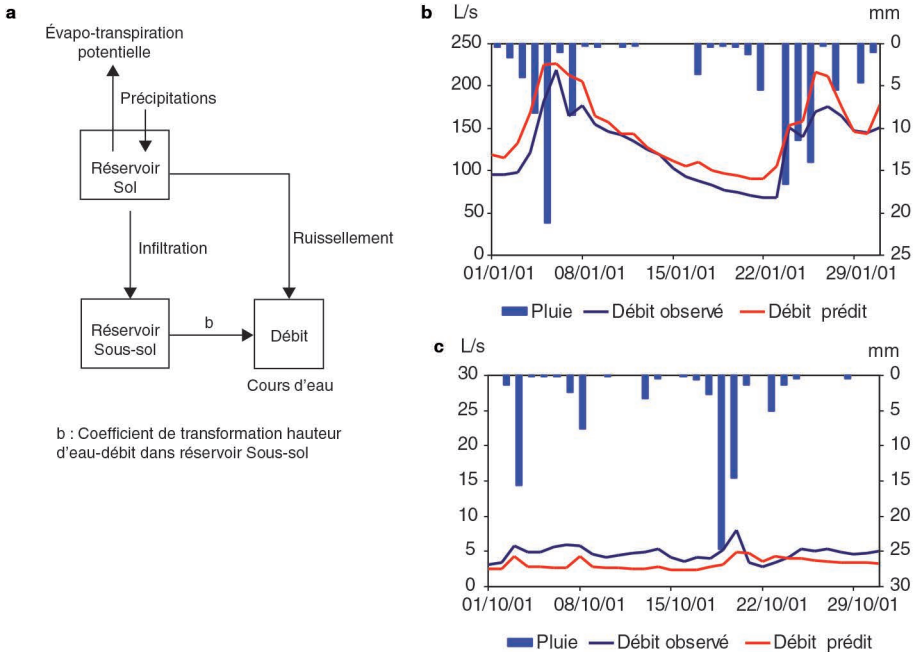 a
Évapo-transpiration
potentielle
Précipitations
Réservoir
Sol
Infiltration
Ruissellement
Réservoir
Sous-sol
b
Débit
Cours d'eau
b : Coefficient de transformation hauteur
d'eau-débit dans réservoir Sous-sol
b
L/s
mm
250
200
150
100
50
0
0
5
10
15
20
25
01/01/01
08/01/01
15/01/01
22/01/01
29/01/01
Pluie
Débit observé
Débit prédit
c
L/s
mm
30
25
20
15
10
5
0
0
5
10
15
20
25
30
01/10/01
08/10/01
15/10/01
22/10/01
29/10/01
Pluie
Débit observé
Débit prédit